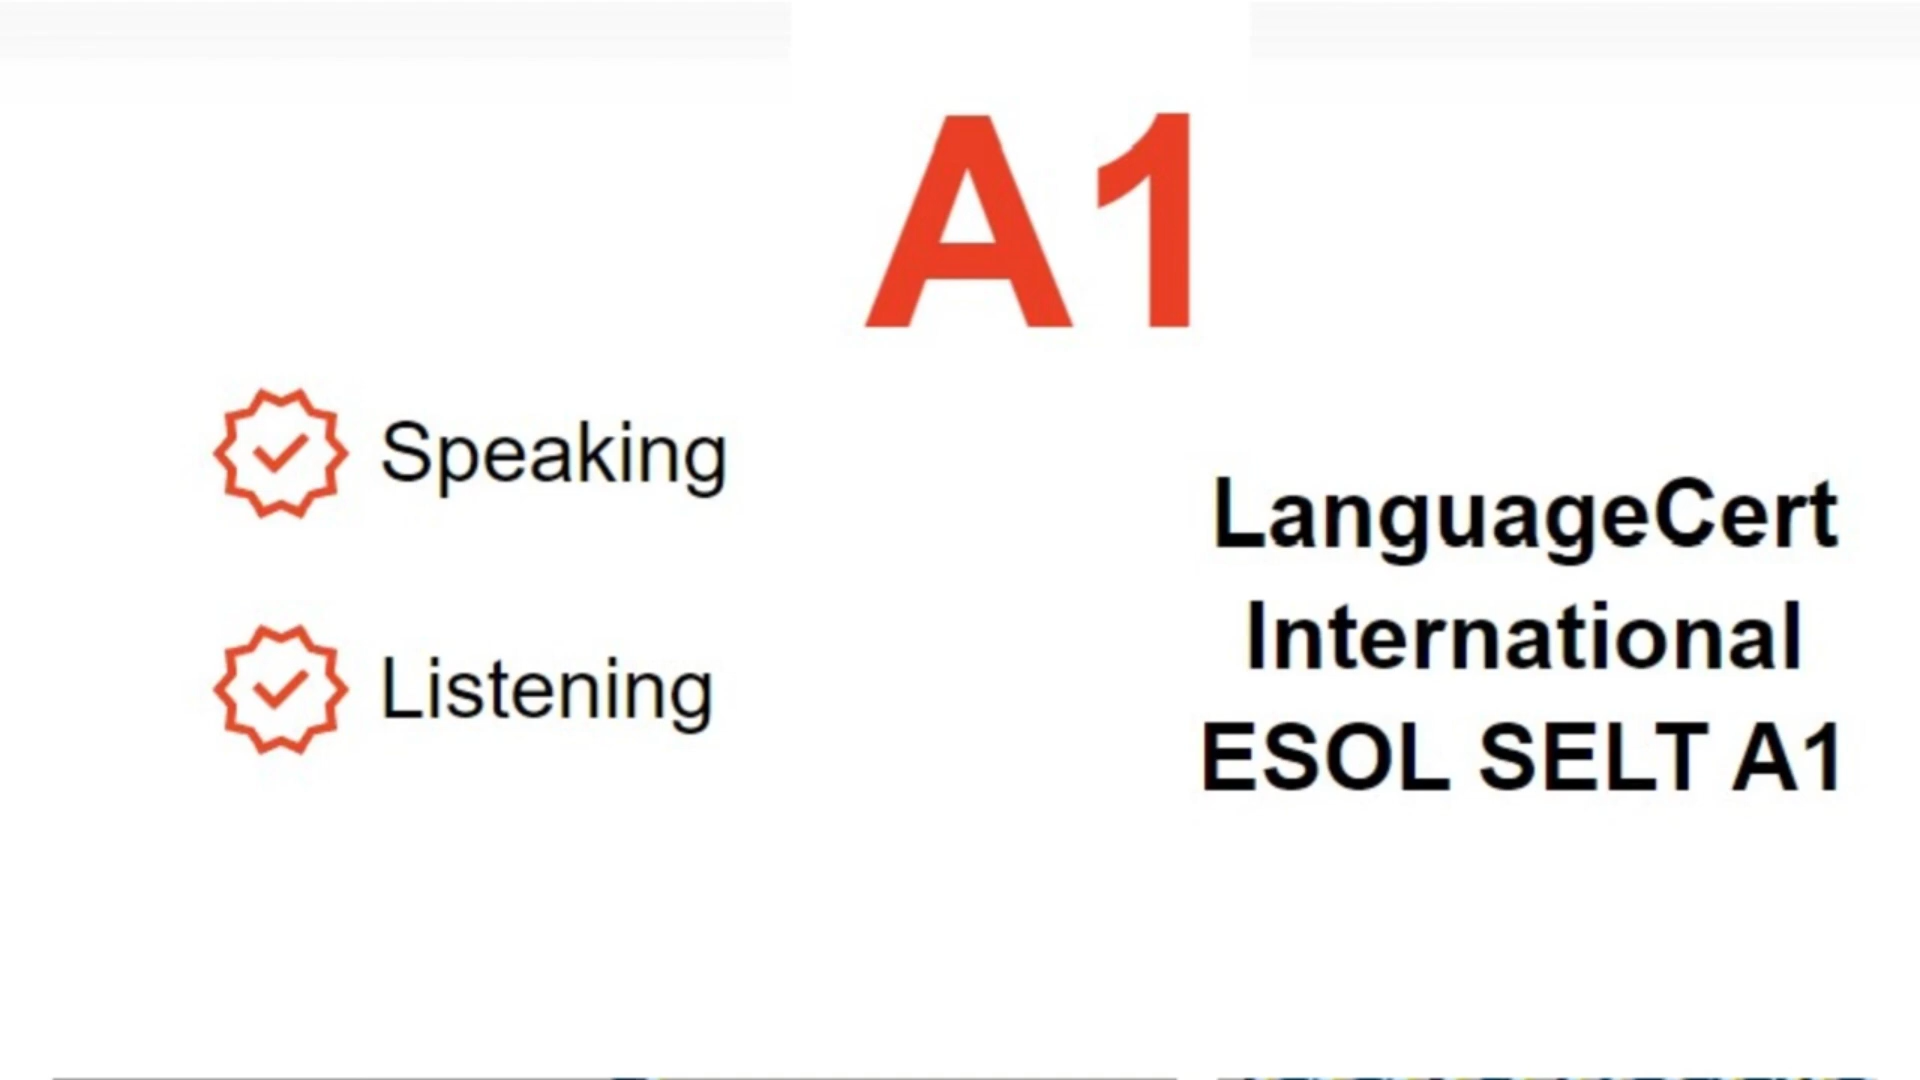 A1
Speaking
Listening
LanguageCert
International
ESOL SELT A1